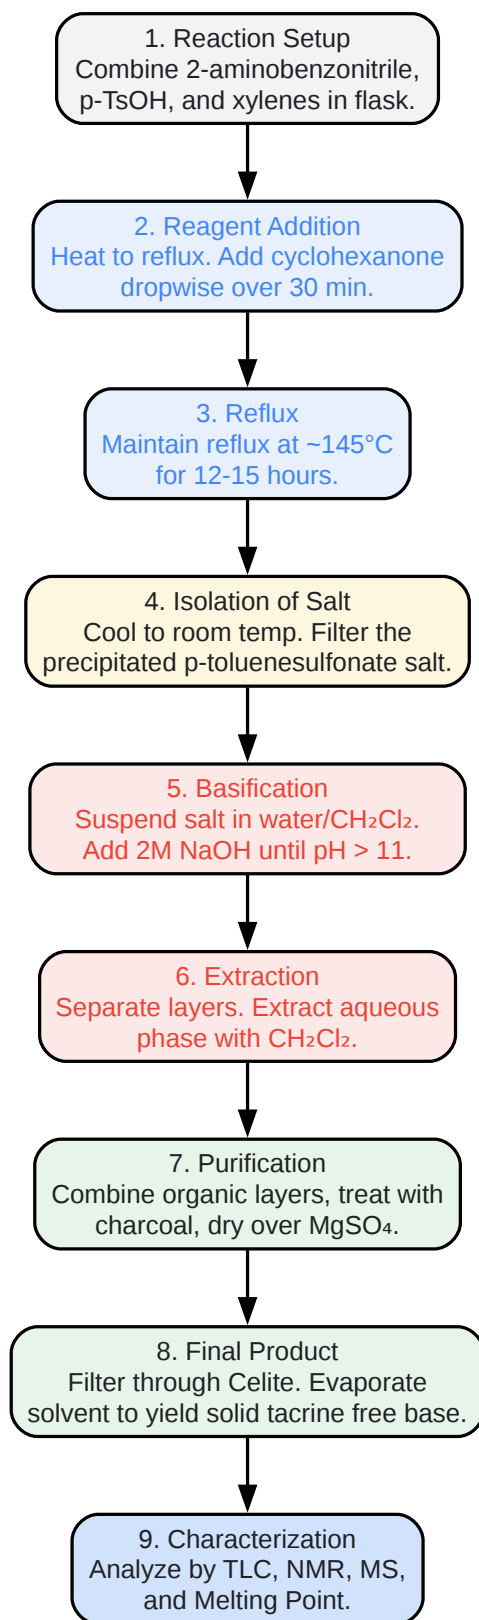 1. Reaction Setup
Combine 2-aminobenzonitrile,
p-TsOH, and xylenes in flask.
2. Reagent Addition
Heat to reflux. Add cyclohexanone
dropwise over 30 min.
3. Reflux
Maintain reflux at ~145°C
for 12-15 hours.
4. Isolation of Salt
Cool to room temp. Filter the
precipitated p-toluenesulfonate salt.
5. Basification
Suspend salt in water/CH₂Cl₂.
Add 2M NaOH until pH > 11.
6. Extraction
Separate layers. Extract aqueous
phase with CH₂Cl₂.
7. Purification
Combine organic layers, treat with
charcoal, dry over MgSO₄.
8. Final Product
Filter through Celite. Evaporate
solvent to yield solid tacrine free base.
9. Characterization
Analyze by TLC, NMR, MS,
and Melting Point.